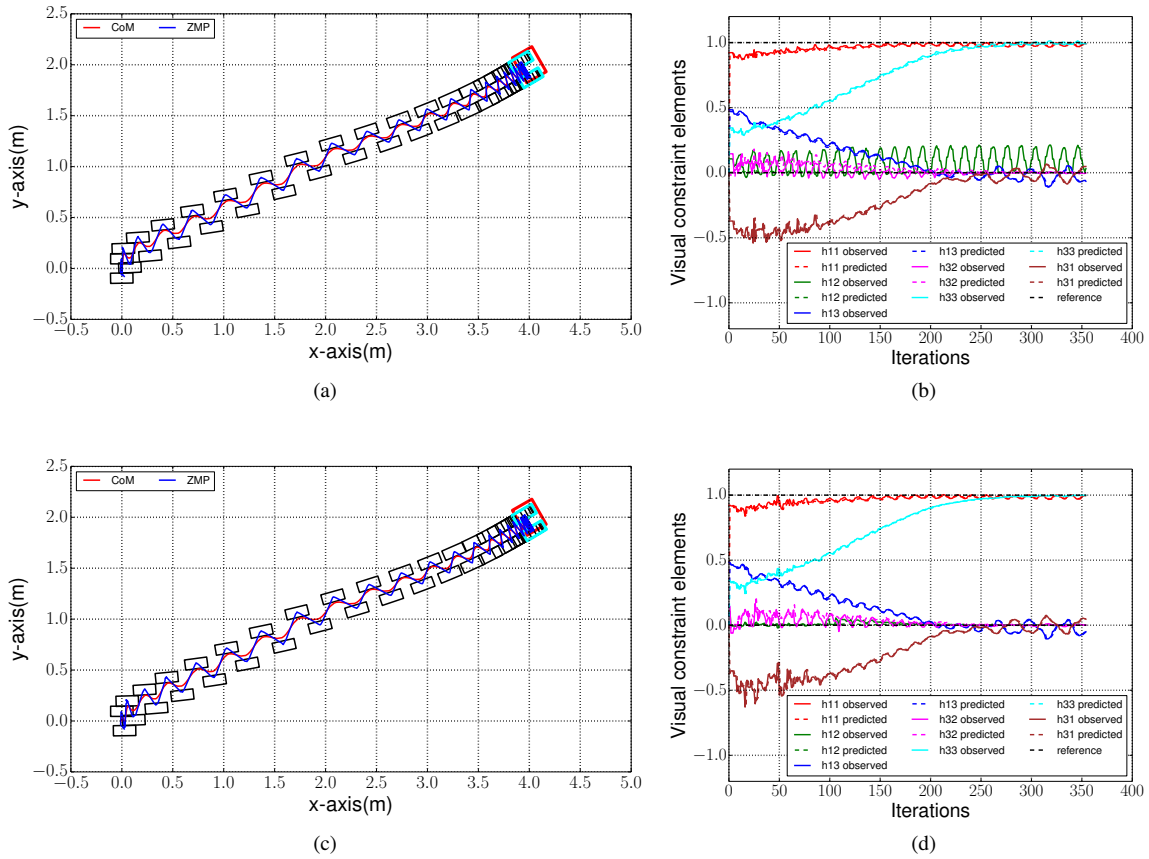 2.5
CoM ZMP
2.0
1.5
1.0
0.5
0.0
−0.5
−0.5 0.0 0.5 1.0 1.5 2.0 2.5 3.0 3.5 4.0 4.5 5.0
y-axis(m)
x-axis(m)
(a)
1.0
0.5
0.0
−0.5
−1.0
Visual constraint elements
h11 observed h13 predicted h33 predicted
h11 predicted h32 observed h31 observed
h12 observed h32 predicted h31 predicted
h12 predicted h33 observed reference
h13 observed
0 50 100 150 200 250 300 350 400
Iterations
(b)
2.5
CoM ZMP
2.0
1.5
1.0
0.5
0.0
−0.5
−0.5 0.0 0.5 1.0 1.5 2.0 2.5 3.0 3.5 4.0 4.5 5.0
y-axis(m)
x-axis(m)
(c)
1.0
0.5
0.0
−0.5
−1.0
Visual constraint elements
h11 observed h13 predicted h33 predicted
h11 predicted h32 observed h31 observed
h12 observed h32 predicted h31 predicted
h12 predicted h33 observed reference
h13 observed
0 50 100 150 200 250 300 350 400
Iterations
(d)